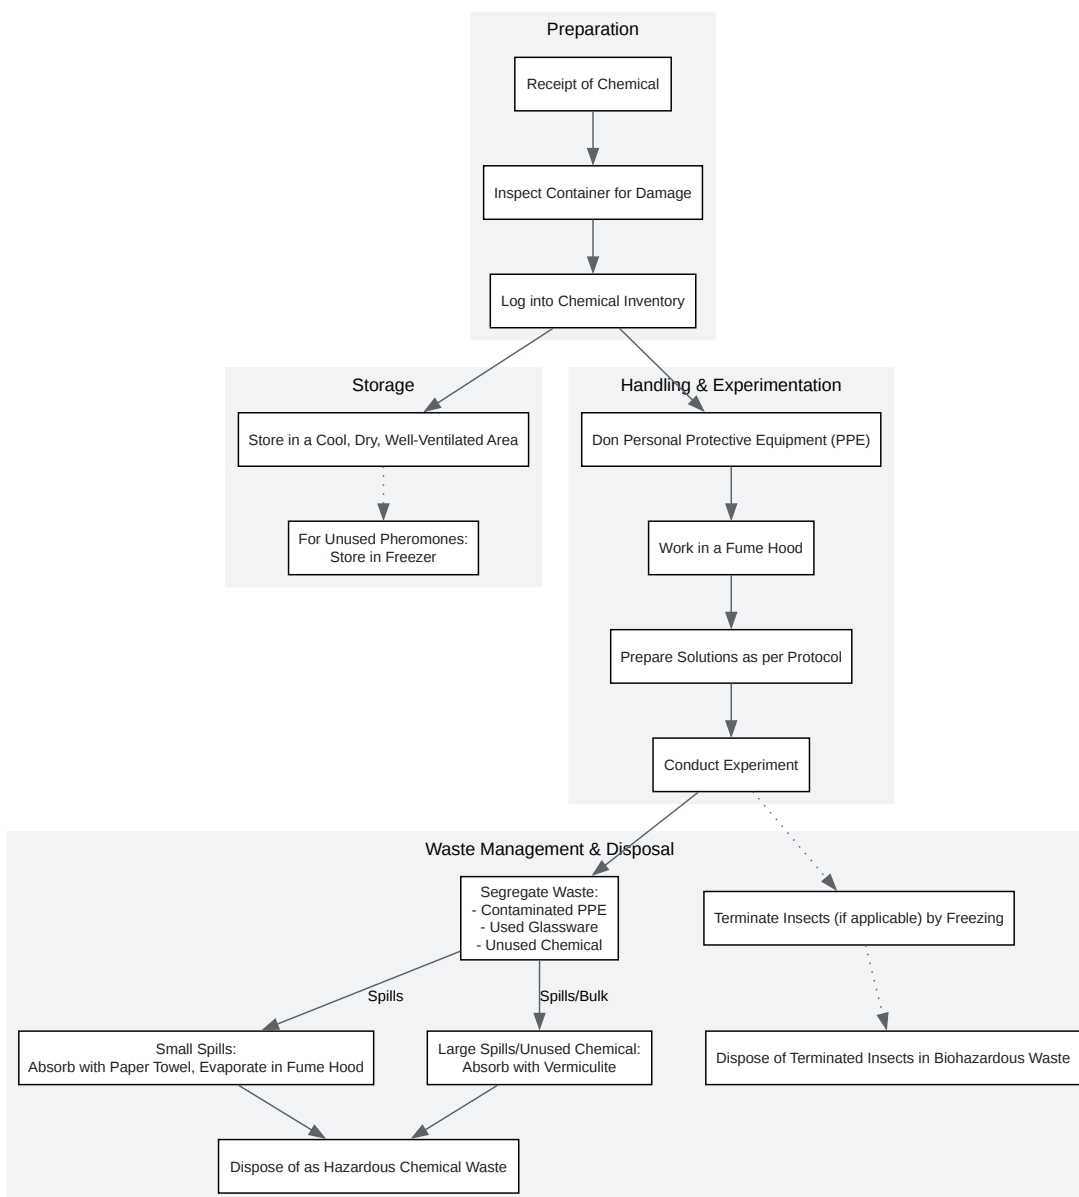 Preparation
Receipt of Chemical
Inspect Container for Damage
Log into Chemical Inventory
Storage
Store in a Cool, Dry, Well-Ventilated Area
For Unused Pheromones:
Store in Freezer
Handling & Experimentation
Don Personal Protective Equipment (PPE)
Work in a Fume Hood
Prepare Solutions as per Protocol
Conduct Experiment
Waste Management & Disposal
Segregate Waste:
- Contaminated PPE
- Used Glassware
- Unused Chemical
Terminate Insects (if applicable) by Freezing
Spills
Spills/Bulk
Small Spills:
Absorb with Paper Towel, Evaporate in Fume Hood
Large Spills/Unused Chemical:
Absorb with Vermiculite
Dispose of Terminated Insects in Biohazardous Waste
Dispose of as Hazardous Chemical Waste